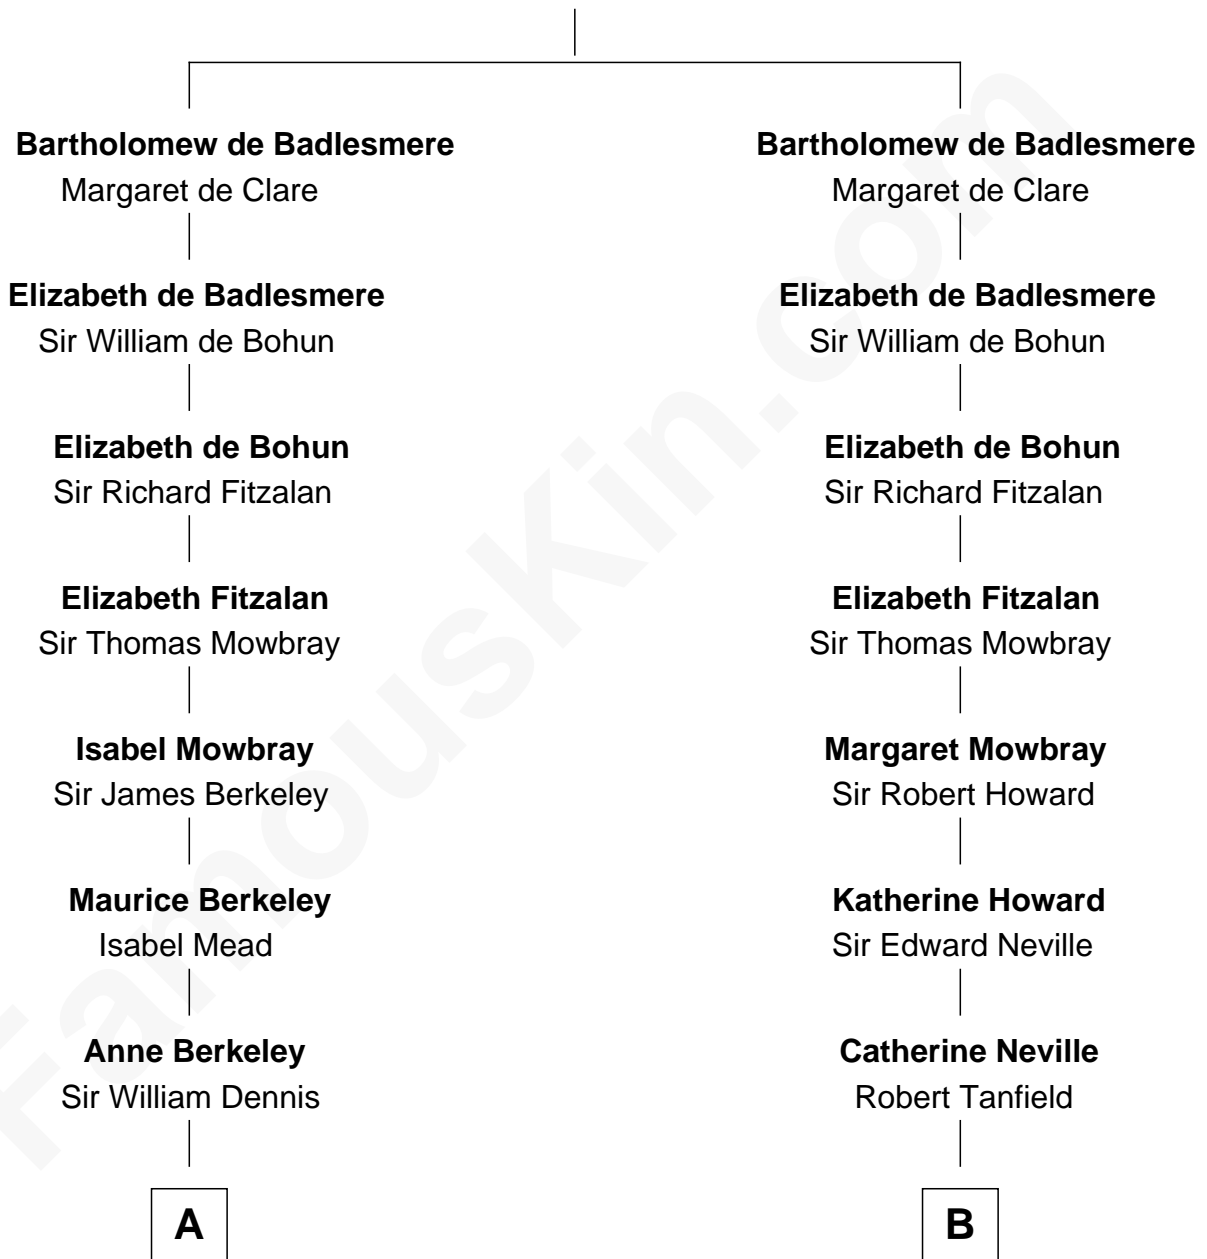 Bartholomew de Badlesmere
Margaret de Clare
Elizabeth de Badlesmere
Sir William de Bohun
Elizabeth de Bohun
Sir Richard Fitzalan
Elizabeth Fitzalan
Sir Thomas Mowbray
Isabel Mowbray
Sir James Berkeley
Maurice Berkeley
Isabel Mead
Anne Berkeley
Sir William Dennis
A
Bartholomew de Badlesmere
Margaret de Clare
Elizabeth de Badlesmere
Sir William de Bohun
Elizabeth de Bohun
Sir Richard Fitzalan
Elizabeth Fitzalan
Sir Thomas Mowbray
Margaret Mowbray
Sir Robert Howard
Katherine Howard
Sir Edward Neville
Catherine Neville
Robert Tanfield
B
FamousKin.com